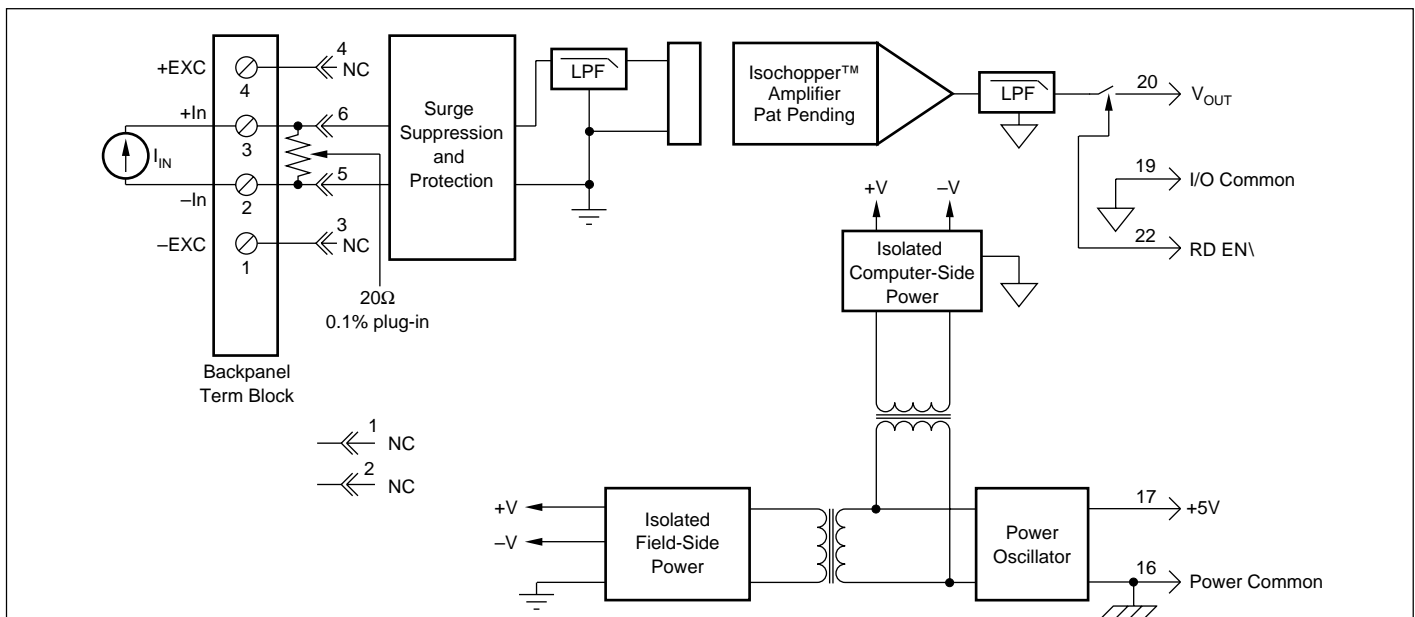 +EXC
4
4
NC
+In
3
6
I_IN
–In
2
5
–EXC
1
3
NC
20Ω
0.1% plug-in
Backpanel
Term Block
Surge
Suppression
and
Protection
LPF
Isochopper™
Amplifier
Pat Pending
LPF
20
V_OUT
19
I/O Common
22
RD EN\
+V
–V
Isolated
Computer-Side
Power
1
NC
2
NC
+V
–V
Isolated
Field-Side
Power
Power
Oscillator
17
+5V
16
Power Common